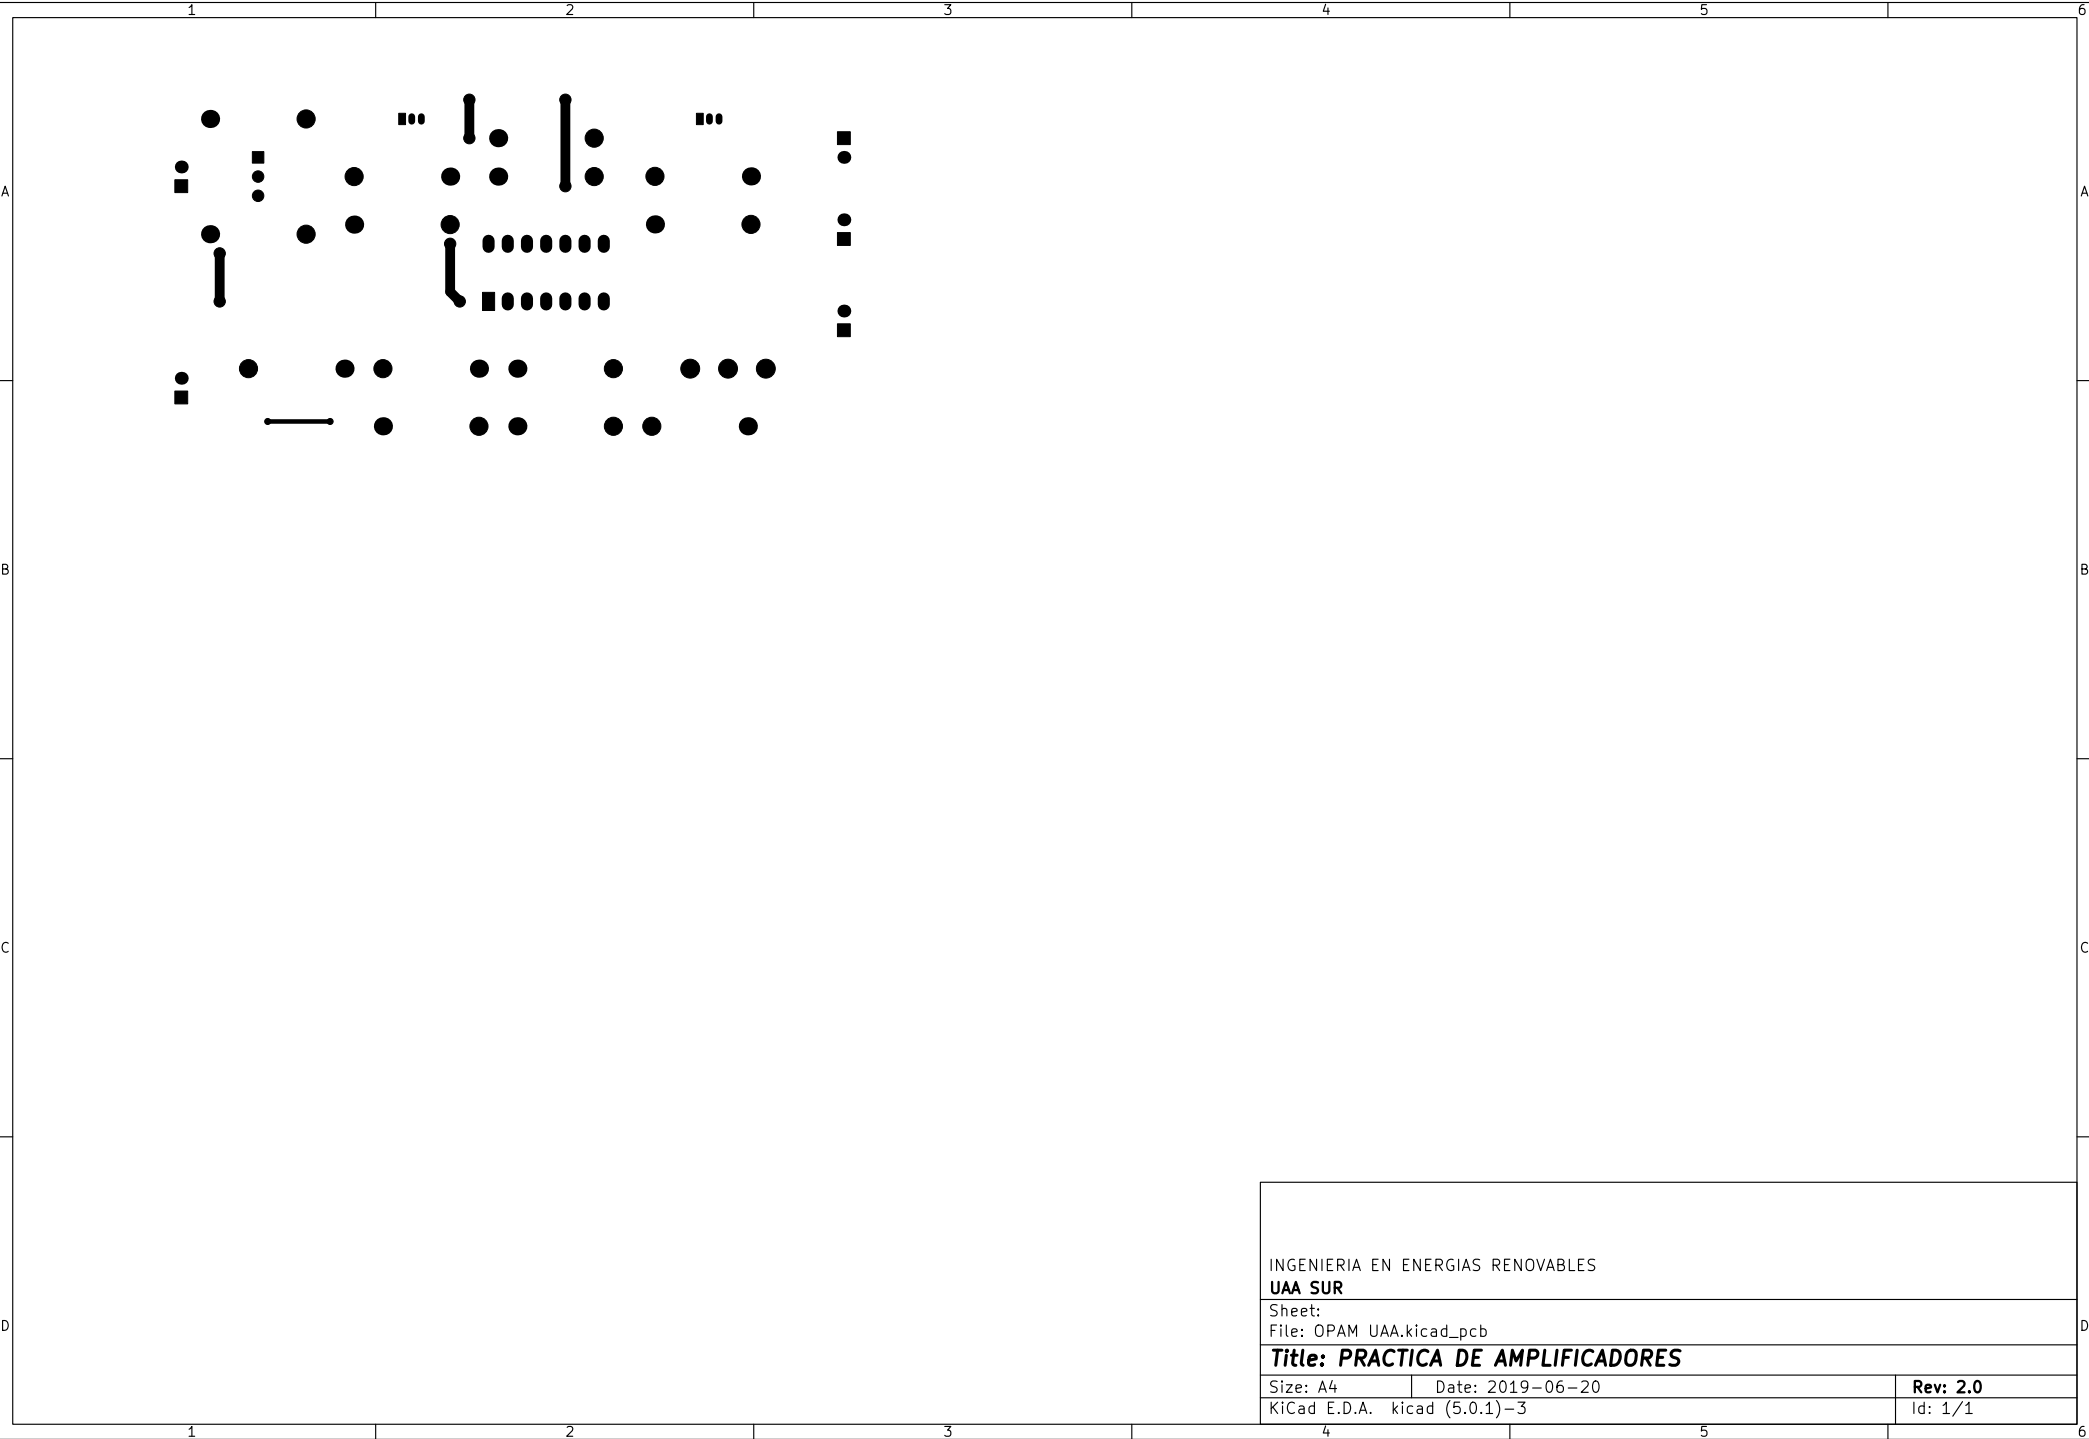 1 2 3 4 5 6
A A
B B
C C
D D
INGENIERIA EN ENERGIAS RENOVABLES
UAA SUR
Sheet:
File: OPAM UAA.kicad_pcb
Title: PRACTICA DE AMPLIFICADORES
Size: A4 Date: 2019-06-20 Rev: 2.0
KiCad E.D.A. kicad (5.0.1)-3 Id: 1/1
1 2 3 4 5 6